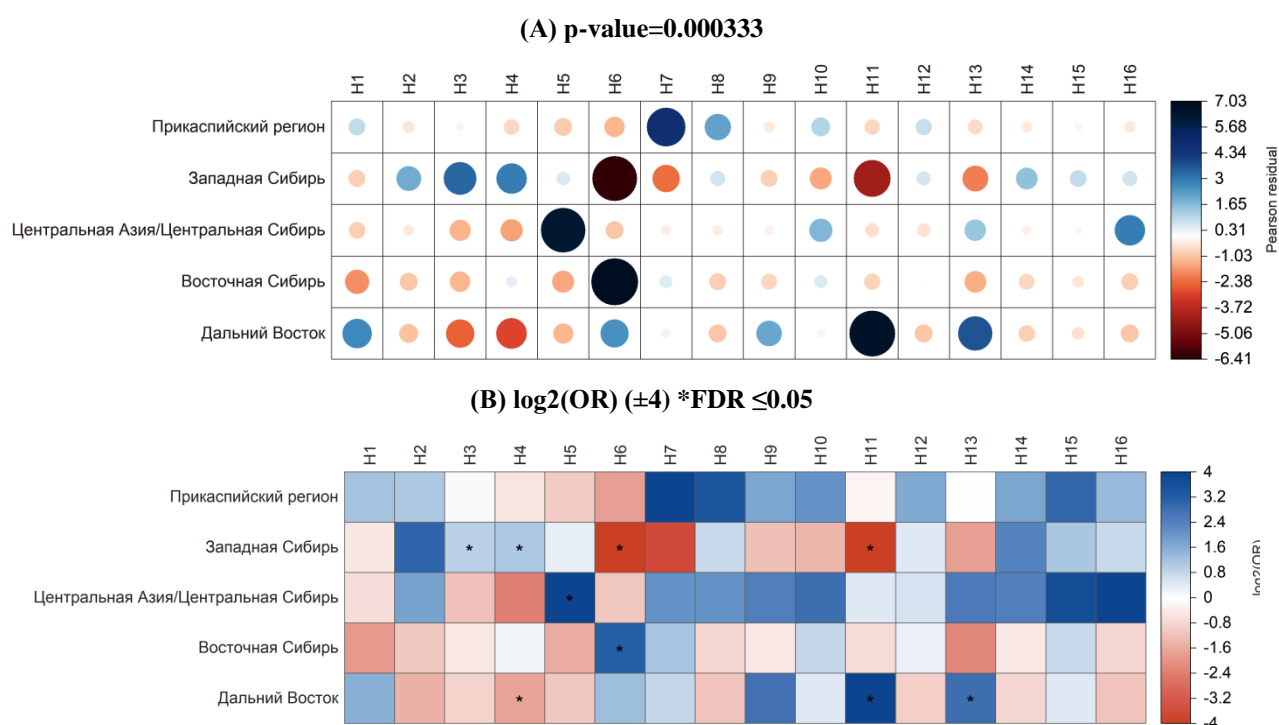 (A) p-value=0.000333
H1 H2 H3 H4 H5 H6 H7 H8 H9 H10 H11 H12 H13 H14 H15 H16
Прикаспийский регион
Западная Сибирь
Центральная Азия/Центральная Сибирь
Восточная Сибирь
Дальний Восток
7.03
5.68
4.34
3
1.65
0.31
-1.03
-2.38
-3.72
-5.06
-6.41
Pearson residual
(B) log2(OR) (±4) *FDR ≤0.05
H1 H2 H3 H4 H5 H6 H7 H8 H9 H10 H11 H12 H13 H14 H15 H16
Прикаспийский регион
Западная Сибирь * * * *
Центральная Азия/Центральная Сибирь *
Восточная Сибирь *
Дальний Восток * * *
4
3.2
2.4
1.6
0.8
0
-0.8
-1.6
-2.4
-3.2
-4
log2(OR)